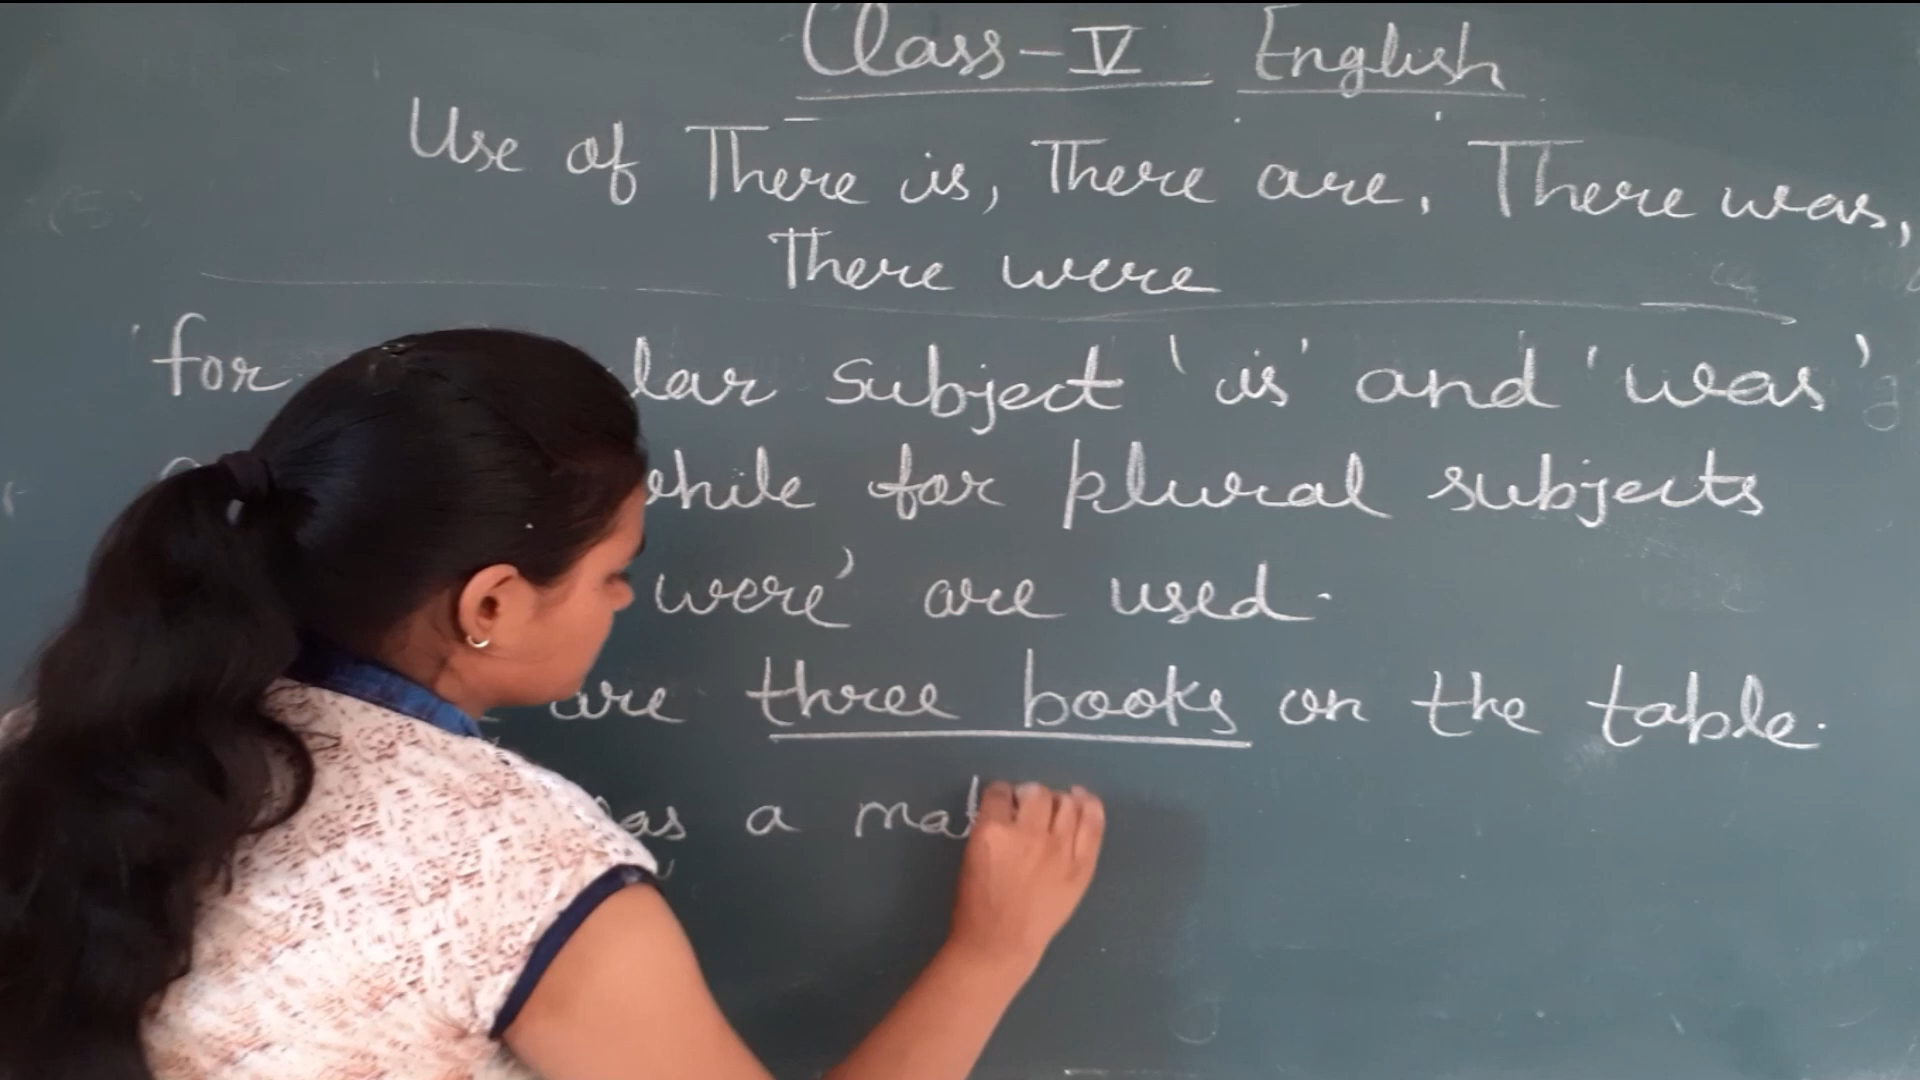 Class-V English
Use of There is, There are, There was,
There were
for lar subject 'is' and 'was'
while for plural subjects
were' are used.
are three books on the table.
as a mat